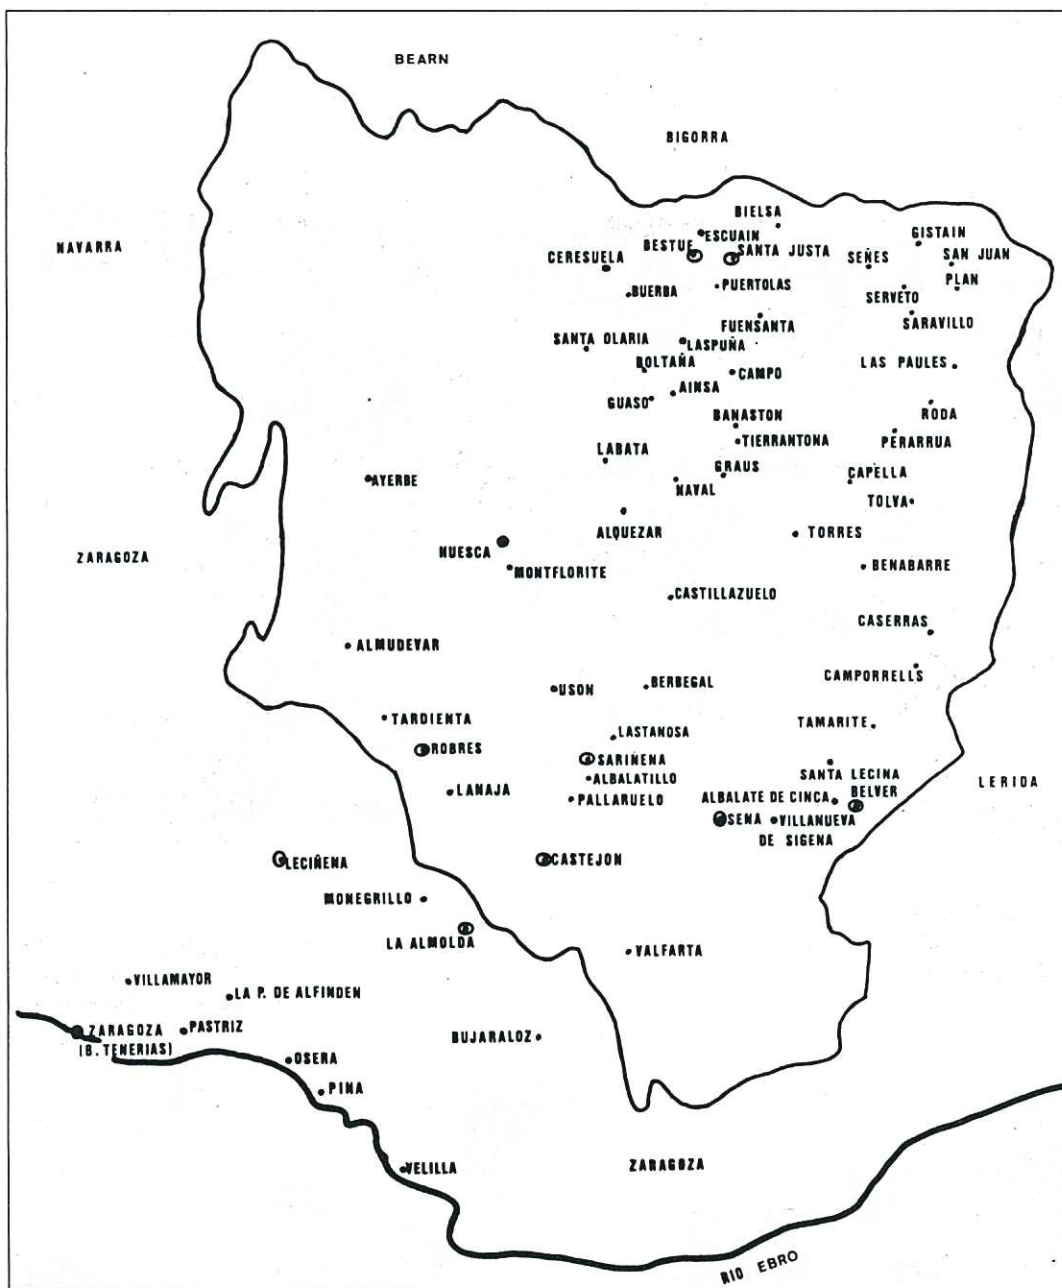 BEARN
BIGORRA
NAVARRA
BIELSA
ESCUAIN
BESTUE
SANTA JUSTA
CERESUELA
GISTAIN
SEÑES
SAN JUAN
PLAN
BUERBA
PUERTOLAS
SERVETO
FUENSANTA
SARAVILLO
SANTA OLARIA
LASPUÑA
BOLTAÑA
CAMPO
LAS PAULES
AINSA
GUASO
BANASTON
RODA
TIERRANTONA
PERARRUA
LABATA
GRAUS
CAPELLA
AYERBE
NAVAL
TOLVA
ALQUEZAR
TORRES
HUESCA
ZARAGOZA
MONTFLORITE
BENABARRE
CASTILLAZUELO
CASERRAS
ALMUDEVAR
CAMPORRELLS
USON
BERBEGAL
TARDIENTA
LASTANOSA
TAMARITE
ROBRES
SARIÑENA
SANTA LECINA
ALBALATILLO
BELVER
LERIDA
LANAJA
PALLARUELO
ALBALATE DE CINCA
SENA
VILLANUEVA
DE SIGENA
LECIÑENA
CASTEJON
MONEGRILLO
LA ALMOLDA
VALFARTA
VILLAMAYOR
LA P. DE ALFINDEN
ZARAGOZA
(B. TENERIAS)
PASTRIZ
BUJARALOZ
OSERA
PINA
VELILLA
ZARAGOZA
RIO EBRO